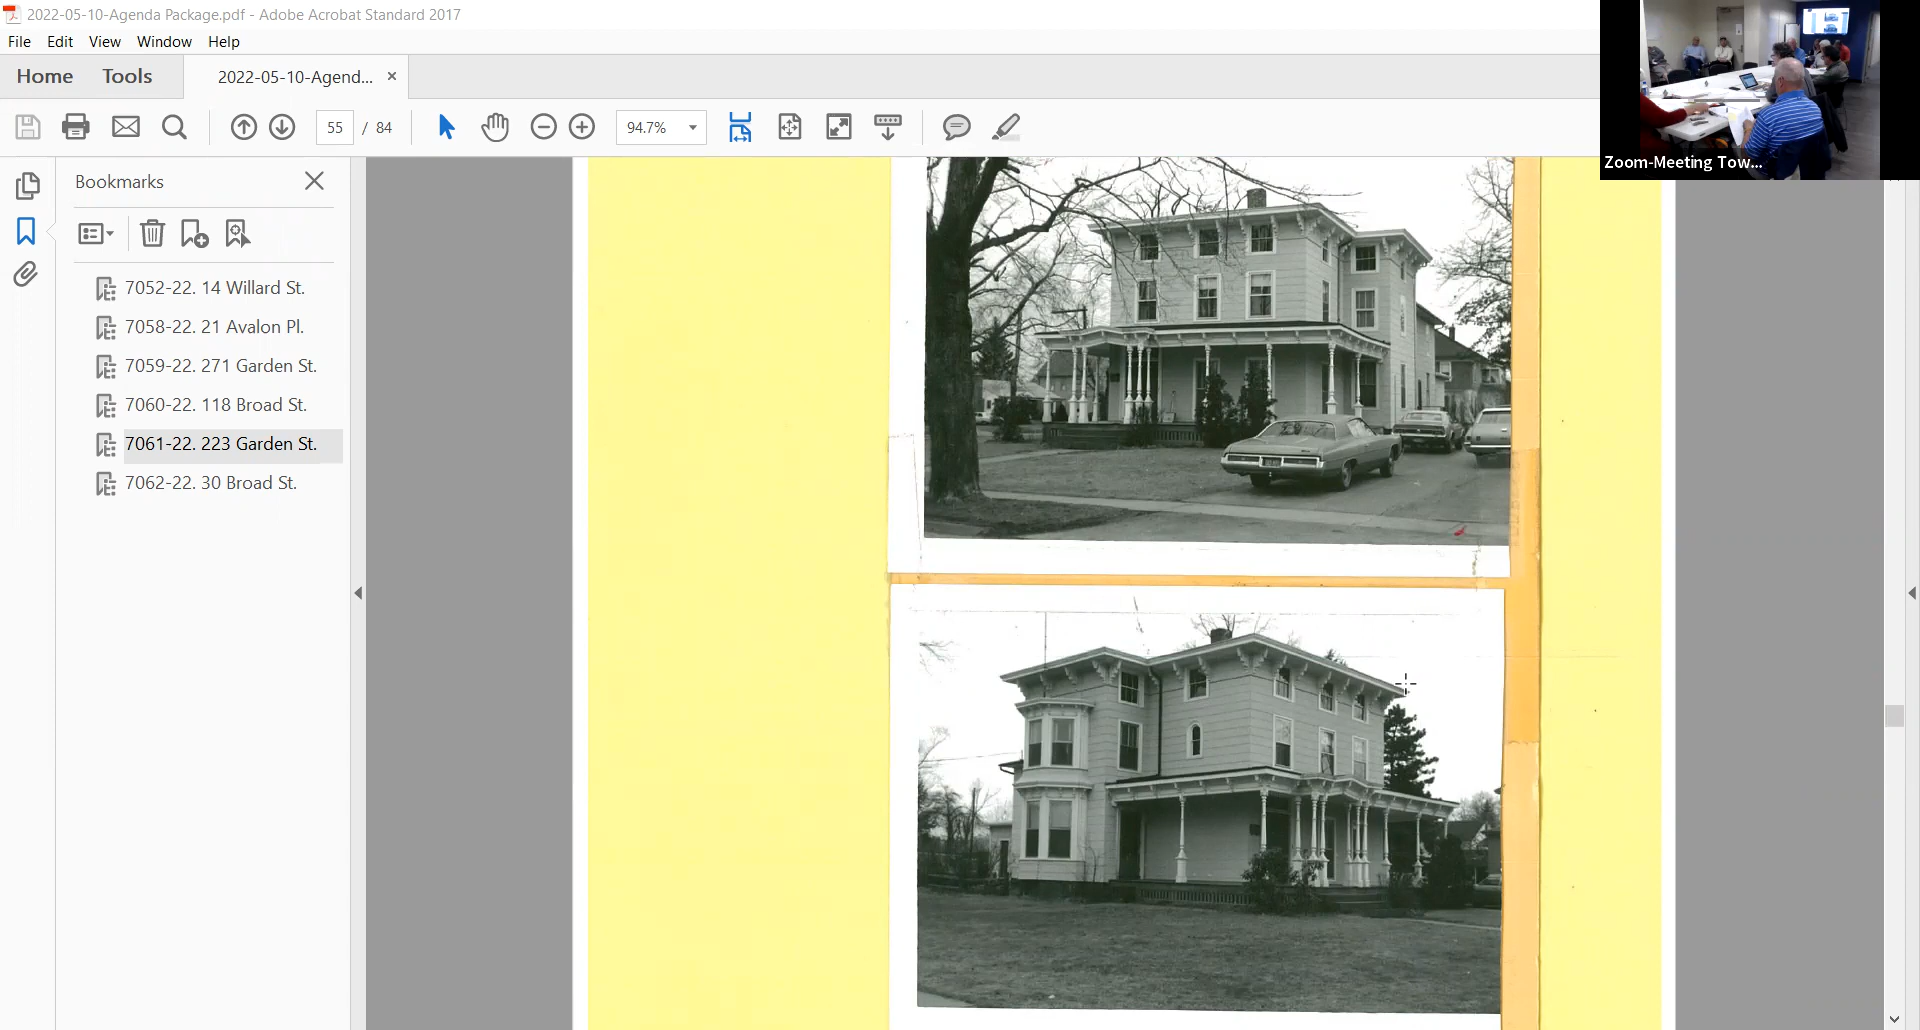 2022-05-10-Agenda Package.pdf - Adobe Acrobat Standard 2017
File Edit View Window Help
Home Tools 2022-05-10-Agend... ×
55 / 84 94.7%
Bookmarks
7052-22. 14 Willard St.
7058-22. 21 Avalon Pl.
7059-22. 271 Garden St.
7060-22. 118 Broad St.
7061-22. 223 Garden St.
7062-22. 30 Broad St.
Zoom-Meeting Tow...